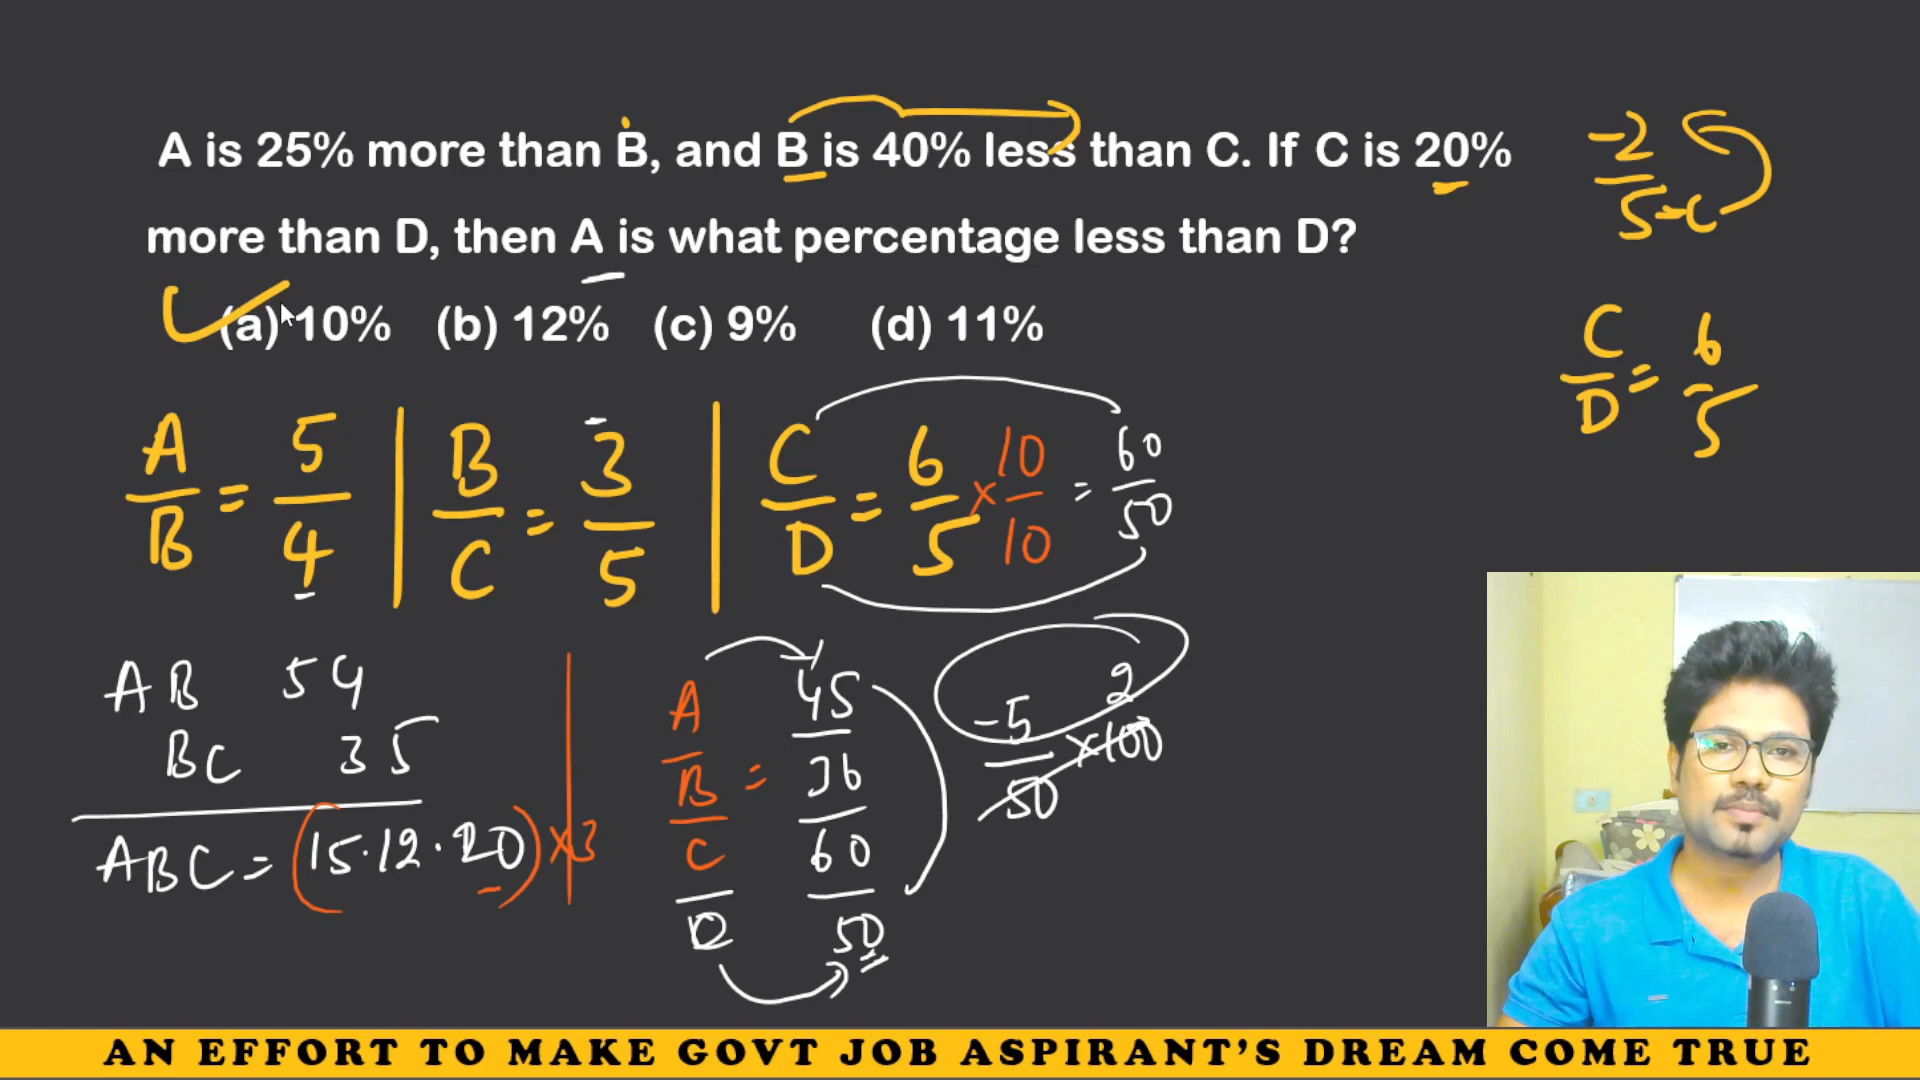 A is 25% more than B, and B is 40% less than C. If C is 20%
more than D, then A is what percentage less than D?
(a) 10% (b) 12% (c) 9% (d) 11%
-2/5-C
C/D = 6/5
A/B = 5/4 | B/C = 3/5 | C/D = 6/5 × 10/10 = 60/50
AB 54
BC 35
ABC = (15·12·20)×3
A/B/C/D = 45/36/60/50
-5/50 ×100 2
AN EFFORT TO MAKE GOVT JOB ASPIRANT'S DREAM COME TRUE